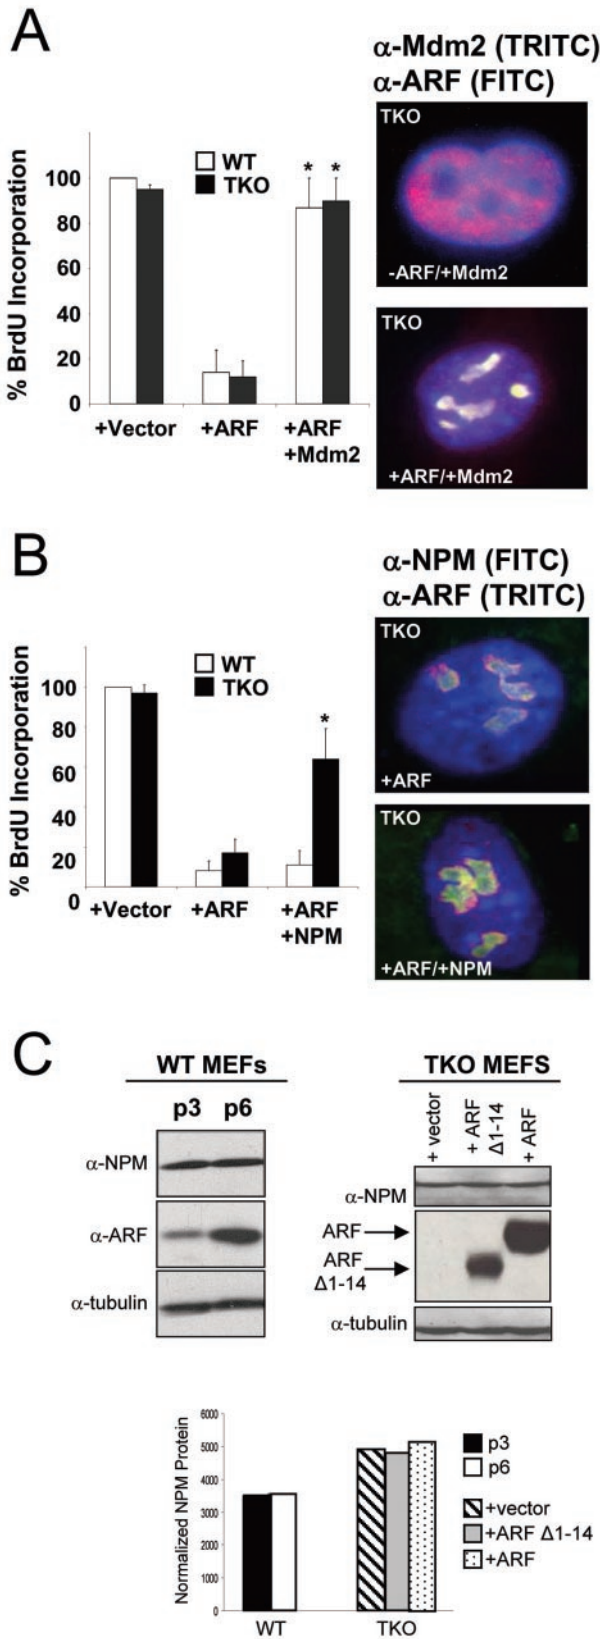 A
α-Mdm2 (TRITC)
α-ARF (FITC)
% BrdU Incorporation
100
80
60
40
20
0
WT
TKO
* *
+Vector
+ARF
+ARF
+Mdm2
TKO
-ARF/+Mdm2
TKO
+ARF/+Mdm2
B
α-NPM (FITC)
α-ARF (TRITC)
% BrdU Incorporation
100
80
60
40
20
0
WT
TKO
*
+Vector
+ARF
+ARF
+NPM
TKO
+ARF
TKO
+ARF/+NPM
C
WT MEFs
p3 p6
α-NPM
α-ARF
α-tubulin
TKO MEFS
+ vector
+ ARF
Δ1-14
+ ARF
α-NPM
ARF
ARF
Δ1-14
α-tubulin
Normalized NPM Protein
6000
5000
4000
3000
2000
1000
0
WT
TKO
p3
p6
+vector
+ARF Δ1-14
+ARF